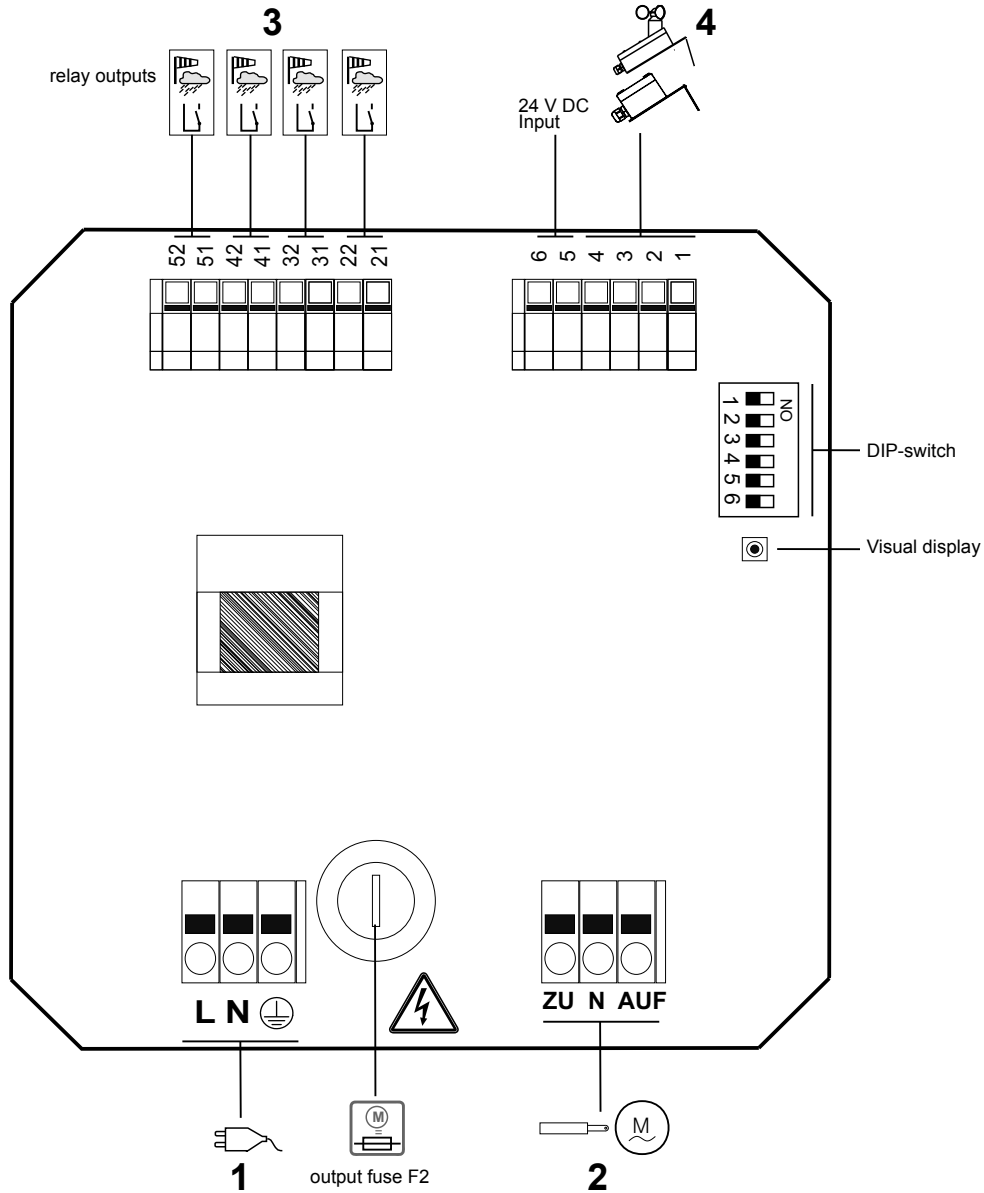 3
4
relay outputs
24 V DC
Input
52 51 42 41 32 31 22 21
6 5 4 3 2 1
ON
1
2
3
4
5
6
DIP-switch
Visual display
L N
ZU N AUF
M
=
M
output fuse F2
1
2